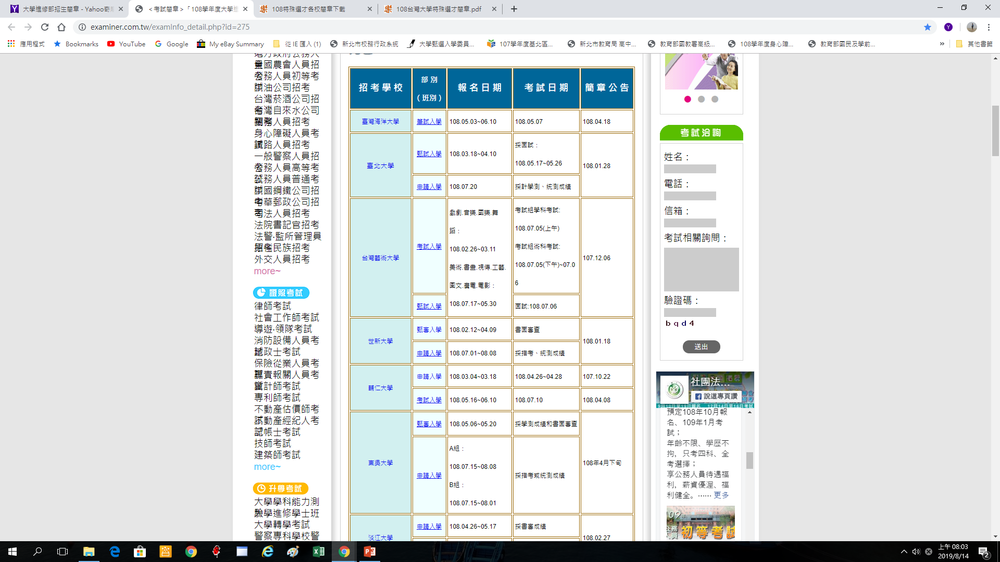 大學進修部招生簡章 - Yahoo奇
＜考試簡章＞「108學年度大學進
108特殊選才各校簡章下載
108台灣大學特殊選才簡章.pdf
examiner.com.tw/examInfo_detail.php?id=275
應用程式 Bookmarks YouTube Google My eBay Summary 從 IE 匯入 (1) 新北市校務行政系統 大學甄選入學委員... 107學年度基北區... 新北市教育局 高中... 教育部國教署高級... 108學年度身心障... 教育部國民及學前... » 其他書籤
地方政府公務人
全國農會人員招
公務人員初等考
中油公司招考
台灣菸酒公司招
台灣自來水公司
關務人員招考
身心障礙人員考
鐵路人員招考
一般警察人員招
公務人員高等考
公務人員普通考
中國鋼鐵公司招
中華郵政公司招
司法人員招考
法院書記官招考
法警‧監所管理員
原住民族招考
外交人員招考
more~
證照考試
律師考試
社會工作師考試
導遊‧領隊考試
消防設備人員考
地政士考試
保險從業人員考
專責報關人員考
會計師考試
專利師考試
不動產估價師考
不動產經紀人考
記帳士考試
技師考試
建築師考試
more~
升學考試
大學學科能力測
大學進修學士班
大學轉學考試
警察專科學校警
招考學校 部別 報名日期 考試日期 簡章公告
(班別)
臺灣海洋大學 筆試入學 108.05.03~06.10 108.05.07 108.04.18
臺北大學 甄試入學 108.03.18~04.10 採面試：
108.05.17~05.26
108.01.28
申請入學 108.07.20 採計學測、統測成績
台灣藝術大學 考試入學 戲劇.音樂.國樂.舞
蹈：
108.02.26~03.11
美術.書畫.視傳.工藝.
圖文.廣電.電影：
108.07.17~05.30
考試組學科考試:
108.07.05(上午)
考試組術科考試:
108.07.05(下午)~07.0
6
107.12.06
甄試入學 面試:108.07.06
世新大學 甄審入學 108.02.12~04.09 書面審查 108.01.18
申請入學 108.07.01~08.08 採指考、統測成績
輔仁大學 申請入學 108.03.04~03.18 108.04.26~04.28 107.10.22
考試入學 108.05.16~06.10 108.07.10 108.04.08
東吳大學 甄審入學 108.05.06~05.20 採學測成績和書面審查 108年4月下旬
申請入學 A組：
108.07.15~08.08
B組：
108.07.15~08.01
採指考或統測成績
淡江大學 申請入學 108.04.26~05.17 採書審成績 108.02.27
考試洽詢
姓名：
電話：
信箱：
考試相關詢問：
驗證碼：
b q d 4
送出
社團法...
說這專頁讚
9月10日至19日報名 12月14日至16日考試
預定108年10月報
名、109年1月考
試；
年齡不限、學歷不
拘，只考四科、全
考選擇；
享公務人員待遇福
利，薪資優渥、福
利健全。...... 更多
09年
公務
人員
初等考試
上午 08:03
2019/8/14
2